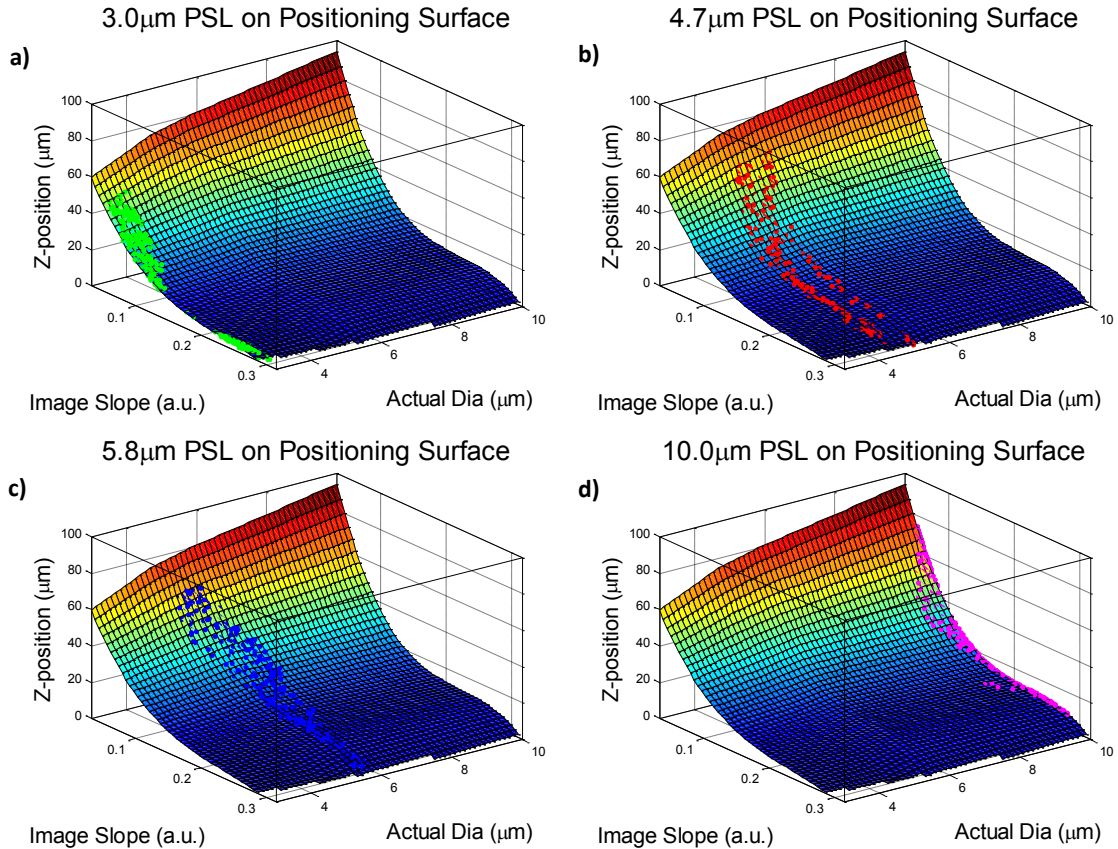 3.0μm PSL on Positioning Surface
a)
Z-position (μm)
100
80
60
40
20
0
0.1
0.2
0.3
4
6
8
10
Image Slope (a.u.)
Actual Dia (μm)
4.7μm PSL on Positioning Surface
b)
Z-position (μm)
100
80
60
40
20
0
0.1
0.2
0.3
4
6
8
10
Image Slope (a.u.)
Actual Dia (μm)
5.8μm PSL on Positioning Surface
c)
Z-position (μm)
100
80
60
40
20
0
0.1
0.2
0.3
4
6
8
10
Image Slope (a.u.)
Actual Dia (μm)
10.0μm PSL on Positioning Surface
d)
Z-position (μm)
100
80
60
40
20
0
0.1
0.2
0.3
4
6
8
10
Image Slope (a.u.)
Actual Dia (μm)